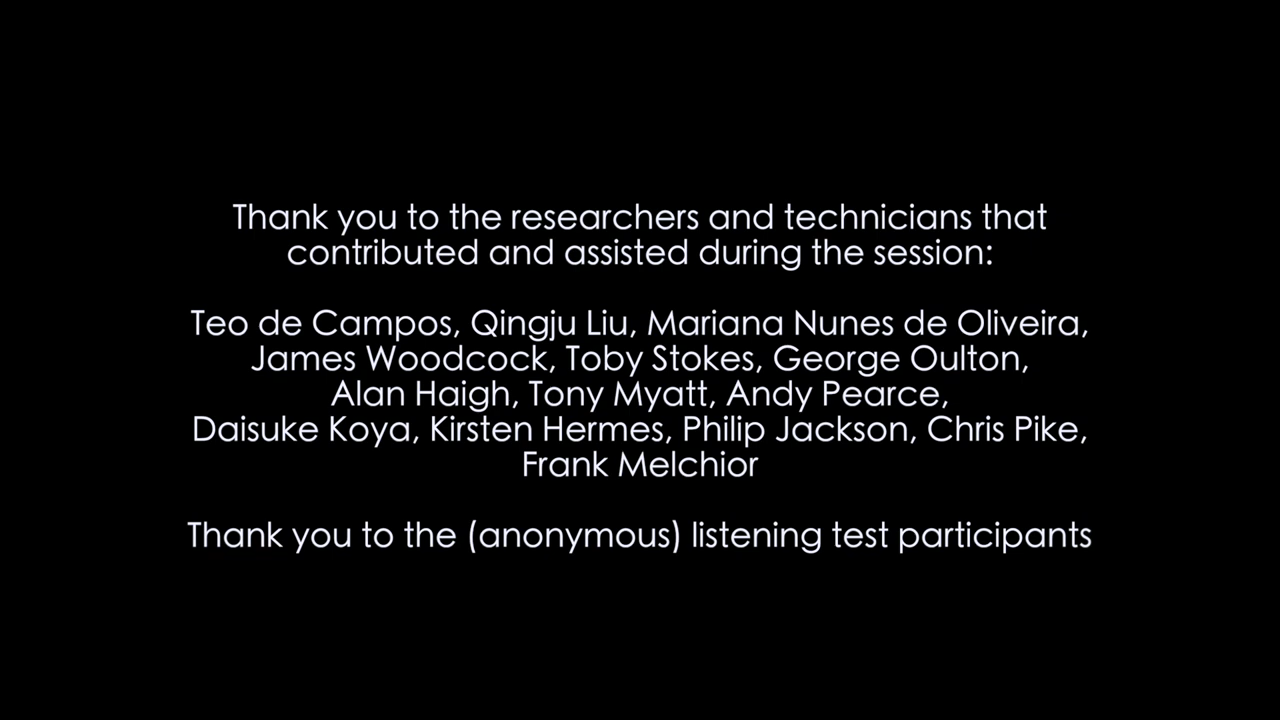 Thank you to the researchers and technicians that
contributed and assisted during the session:
Teo de Campos, Qingju Liu, Mariana Nunes de Oliveira,
James Woodcock, Toby Stokes, George Oulton,
Alan Haigh, Tony Myatt, Andy Pearce,
Daisuke Koya, Kirsten Hermes, Philip Jackson, Chris Pike,
Frank Melchior
Thank you to the (anonymous) listening test participants